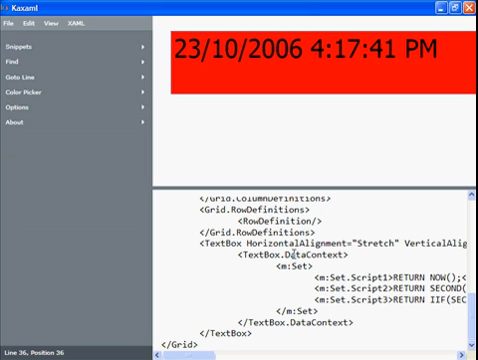 Kaxaml
File Edit View XAML
Snippets
Find
Goto Line
Color Picker
Options
About
23/10/2006 4:17:41 PM
</Grid.ColumnDefinitions>
<Grid.RowDefinitions>
<RowDefinition/>
</Grid.RowDefinitions>
<TextBox HorizontalAlignment="Stretch" VerticalAlig
<TextBox.DataContext>
<m:Set>
<m:Set.Script1>RETURN NOW();<
<m:Set.Script2>RETURN SECOND(
<m:Set.Script3>RETURN IIF(SEC
</m:Set>
</TextBox.DataContext>
</TextBox>
</Grid>
Line 36, Position 36